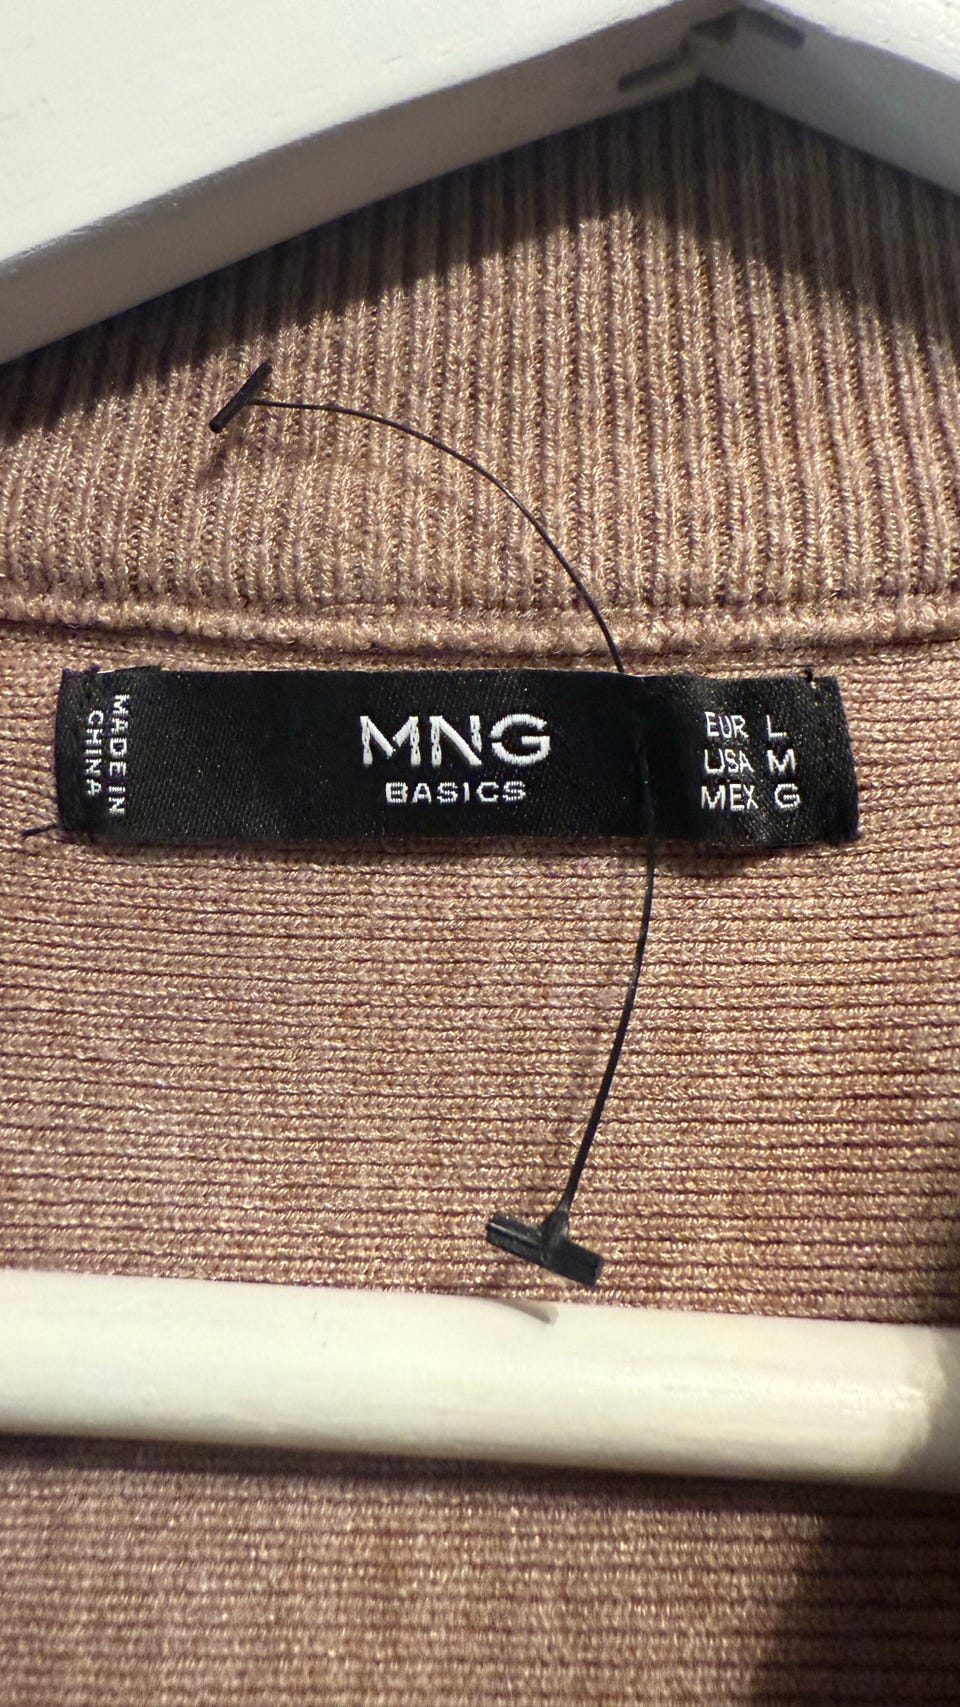 MADE IN
CHINA
MNG
BASICS
EUR L
USA M
MEX G